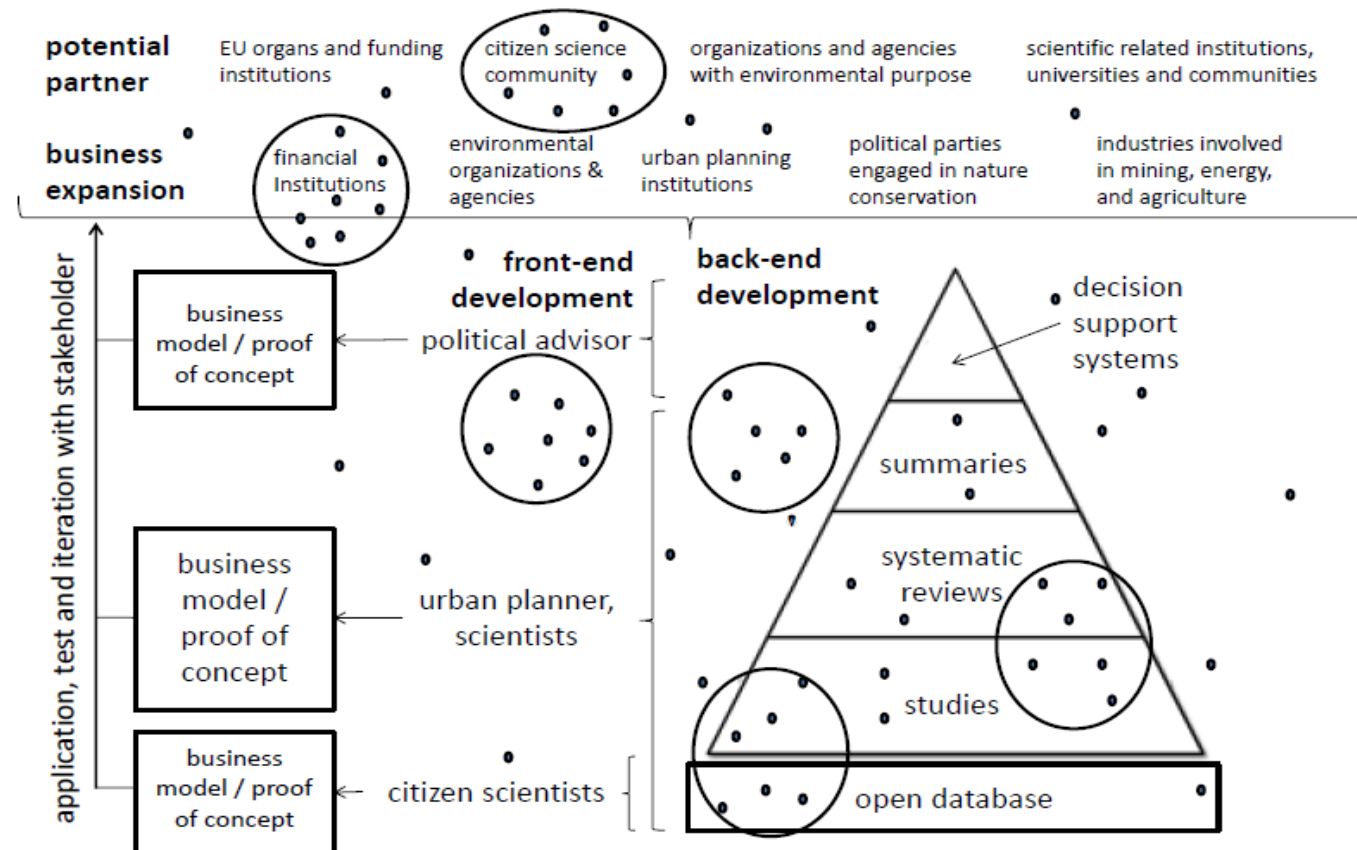 potential
partner
EU organs and funding
institutions
citizen science
community
organizations and agencies
with environmental purpose
scientific related institutions,
universities and communities
business
expansion
financial
Institutions
environmental
organizations &
agencies
urban planning
institutions
political parties
engaged in nature
conservation
industries involved
in mining, energy,
and agriculture
application, test and iteration with stakeholder
front-end
development
back-end
development
business
model / proof
of concept
political advisor
decision
support
systems
summaries
business
model /
proof of
concept
urban planner,
scientists
systematic
reviews
studies
business
model / proof
of concept
citizen scientists
open database